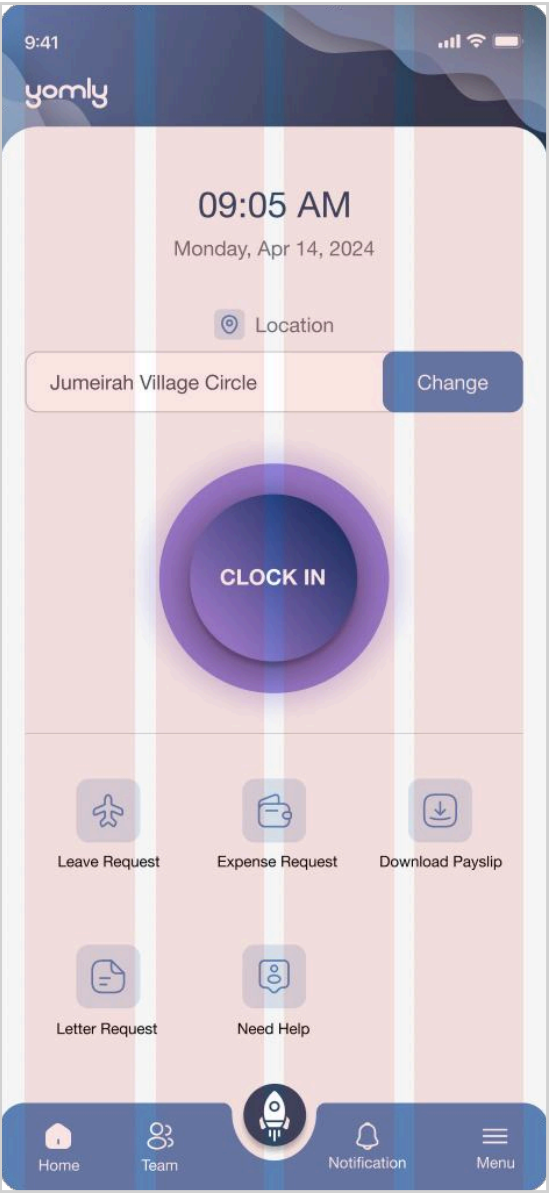 9:41
yomly
09:05 AM
Monday, Apr 14, 2024
Location
Jumeirah Village Circle
Change
CLOCK IN
Leave Request
Expense Request
Download Payslip
Letter Request
Need Help
Home
Team
Notification
Menu